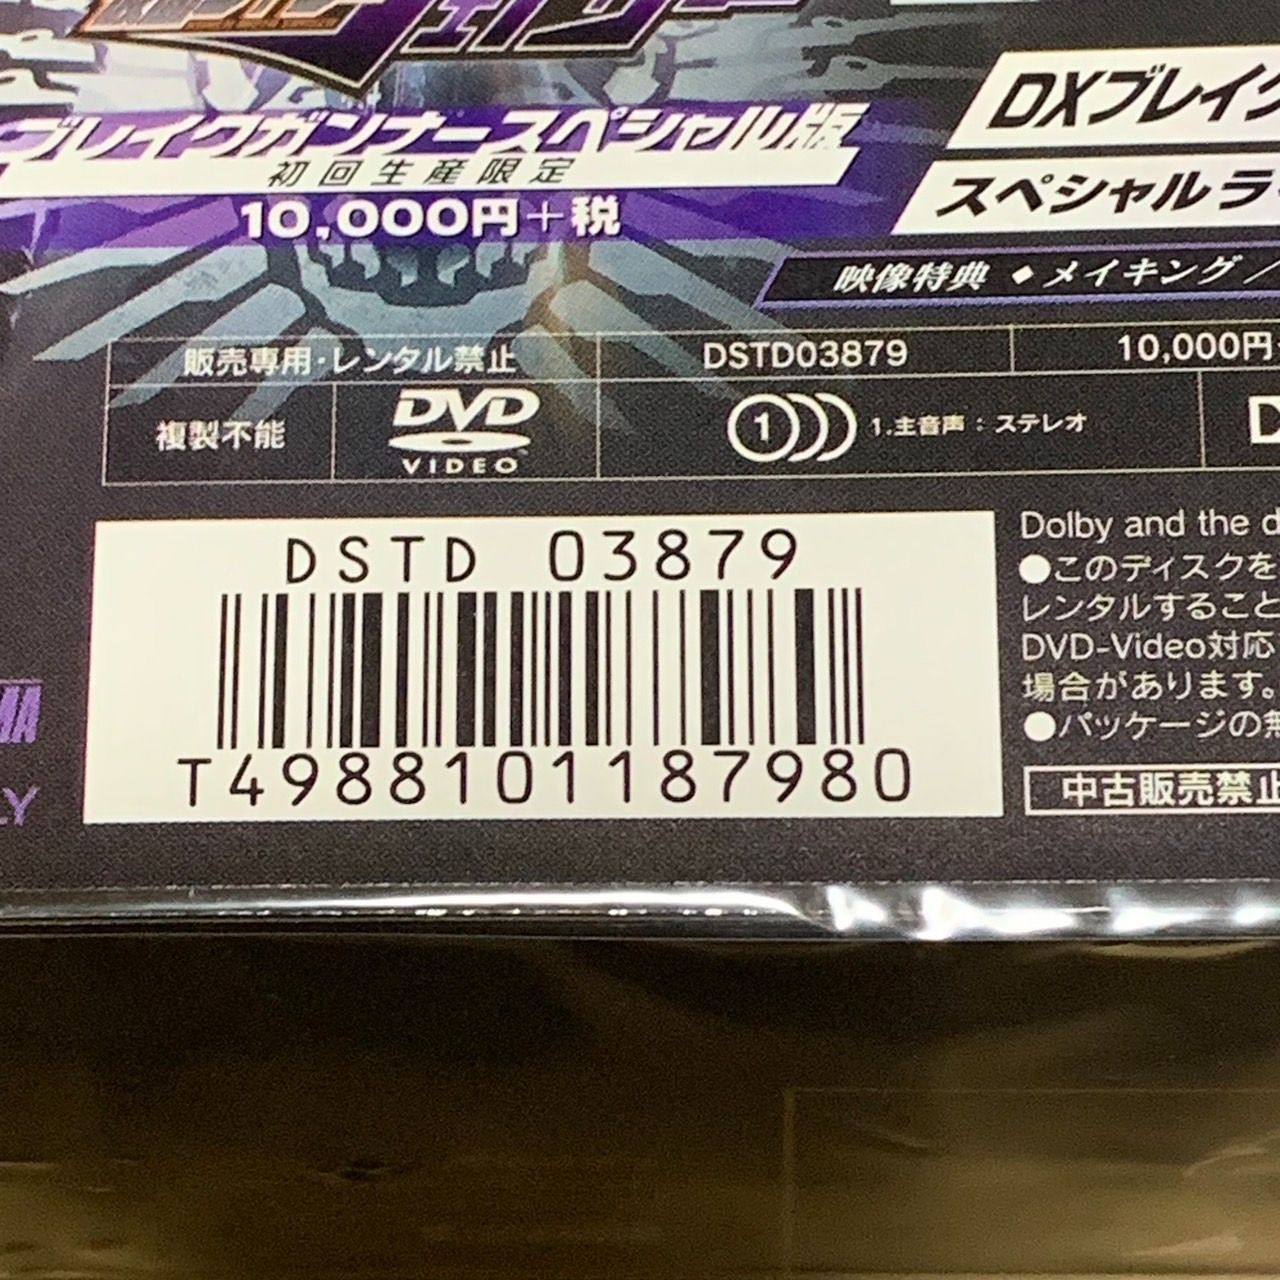 ブレイクガンナースペシャル版
初回生産限定
10,000円+税
DXブレイク
スペシャルラ
映像特典 ◆メイキング/
販売専用・レンタル禁止 DSTD03879 10,000円
複製不能 DVD VIDEO 1 1.主音声:ステレオ D
DSTD 03879
T4988101187980
MA
LY
Dolby and the d
●このディスクを
レンタルすること
DVD-Video対応
場合があります。
●パッケージの無
中古販売禁止